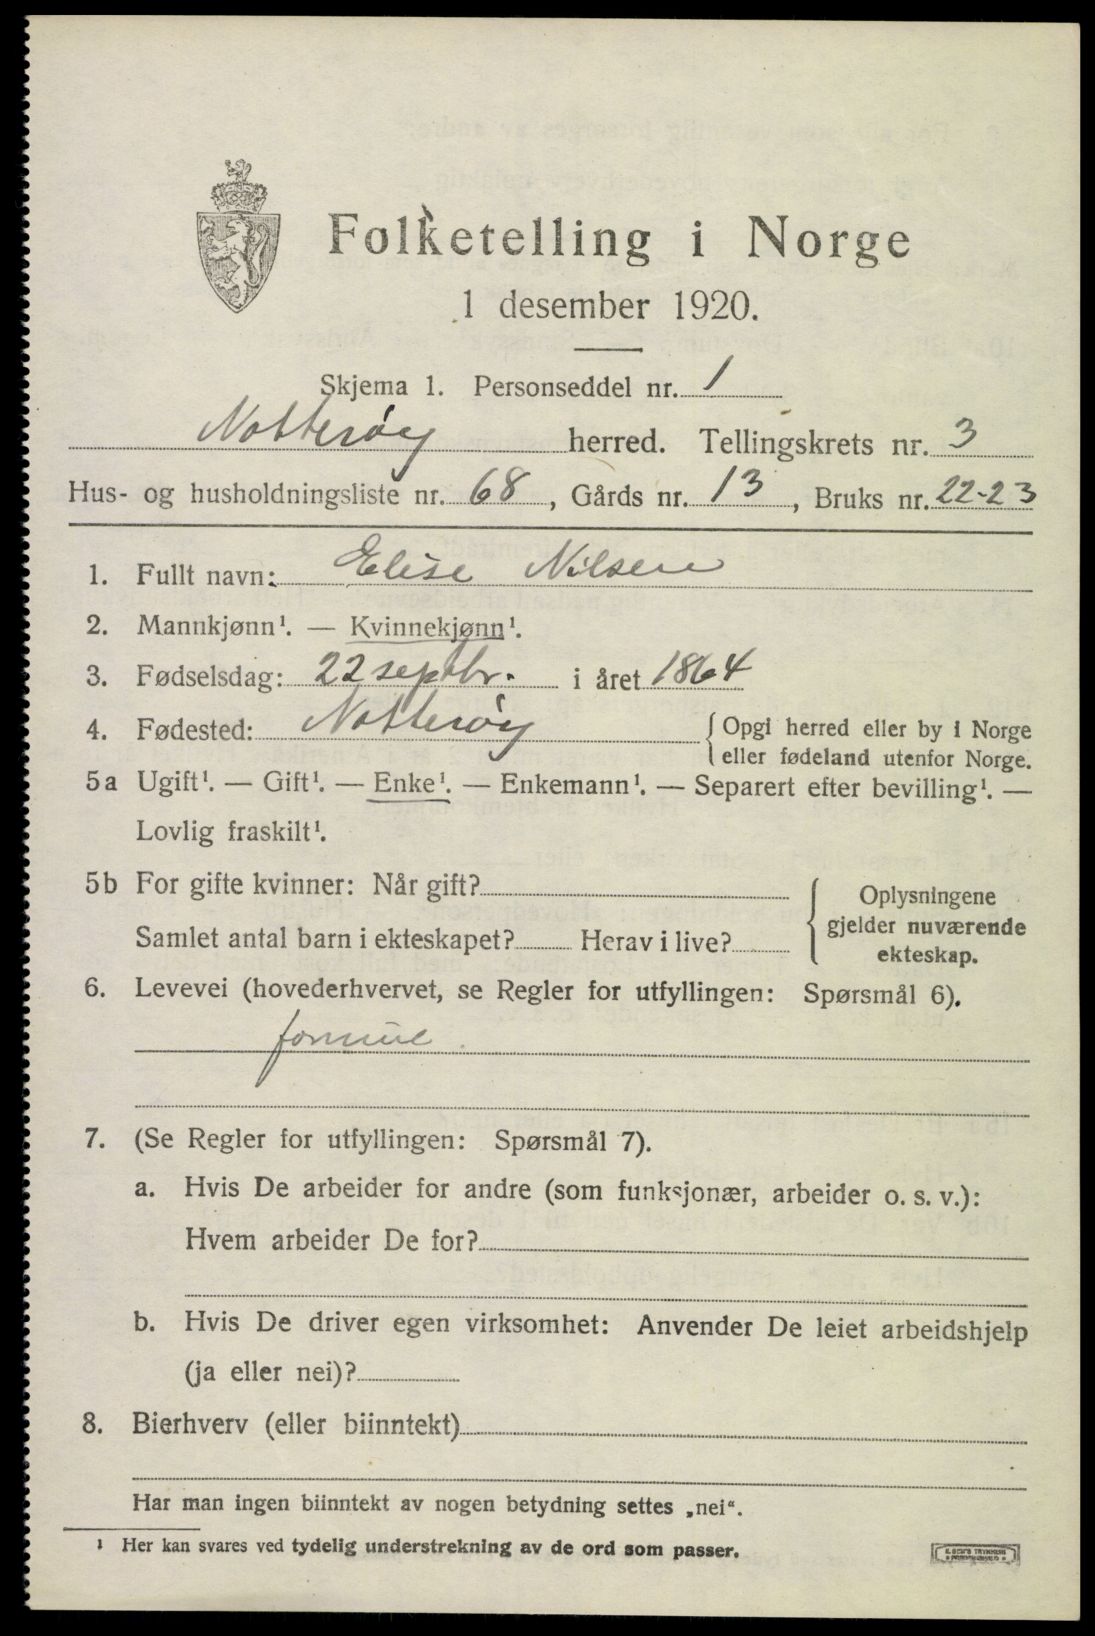 Folketelling i Norge
1 desember 1920.
Skjema 1. Personseddel nr. 1
Nøtterøy herred. Tellingskrets nr. 3
Hus- og husholdningsliste nr. 68, Gårds nr. 13, Bruks nr. 22-23
1. Fullt navn: Elise Nilsen
2. Mannkjønn¹. — Kvinnekjønn¹.
3. Fødselsdag: 22 septbr. i året 1864
4. Fødested: Nøtterøy { Opgi herred eller by i Norge
eller fødeland utenfor Norge.
5a Ugift¹. — Gift¹. — Enke¹. — Enkemann¹. — Separert efter bevilling¹. —
Lovlig fraskilt¹.
5b For gifte kvinner: Når gift?
Samlet antal barn i ekteskapet? Herav i live?
{ Oplysningene
gjelder nuværende
ekteskap.
6. Levevei (hovederhvervet, se Regler for utfyllingen: Spørsmål 6).
formue.
7. (Se Regler for utfyllingen: Spørsmål 7).
a. Hvis De arbeider for andre (som funksjonær, arbeider o. s. v.):
Hvem arbeider De for?
b. Hvis De driver egen virksomhet: Anvender De leiet arbeidshjelp
(ja eller nei)?
8. Bierhverv (eller biinntekt)
Har man ingen biinntekt av nogen betydning settes „nei“.
¹ Her kan svares ved tydelig understrekning av de ord som passer.